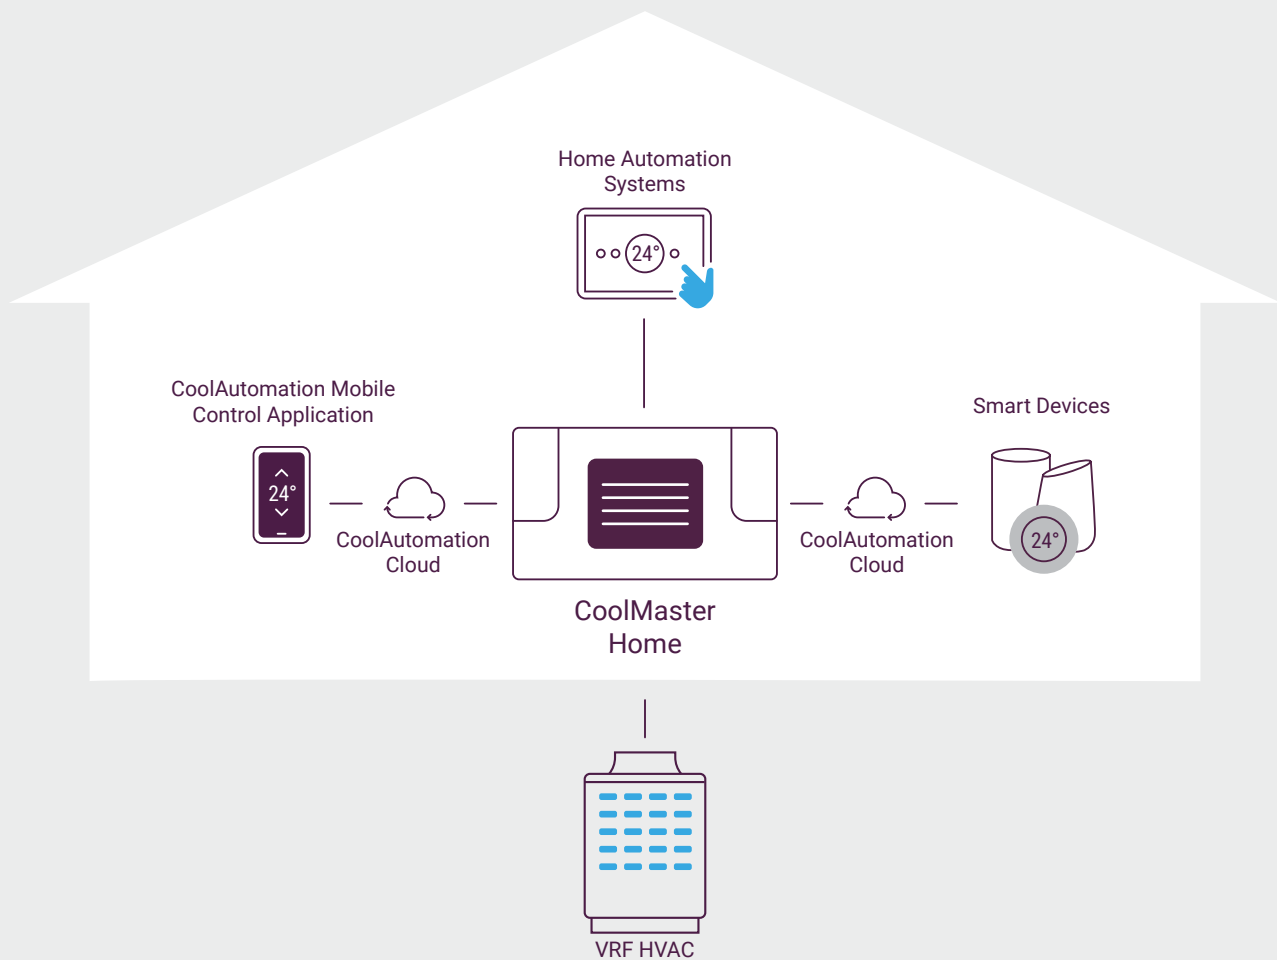 Home Automation
Systems
24°
CoolAutomation Mobile
Control Application
24°
CoolAutomation
Cloud
CoolMaster
Home
CoolAutomation
Cloud
Smart Devices
24°
VRF HVAC